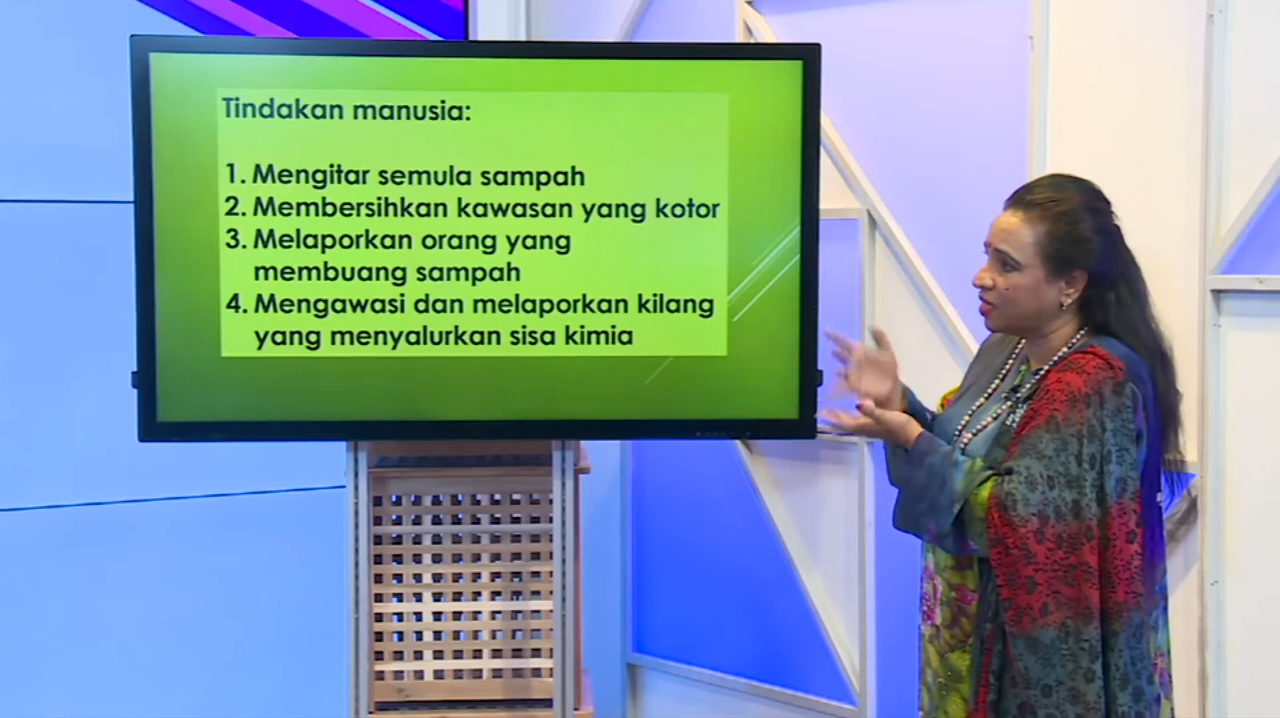 Tindakan manusia:
1. Mengitar semula sampah
2. Membersihkan kawasan yang kotor
3. Melaporkan orang yang
membuang sampah
4. Mengawasi dan melaporkan kilang
yang menyalurkan sisa kimia